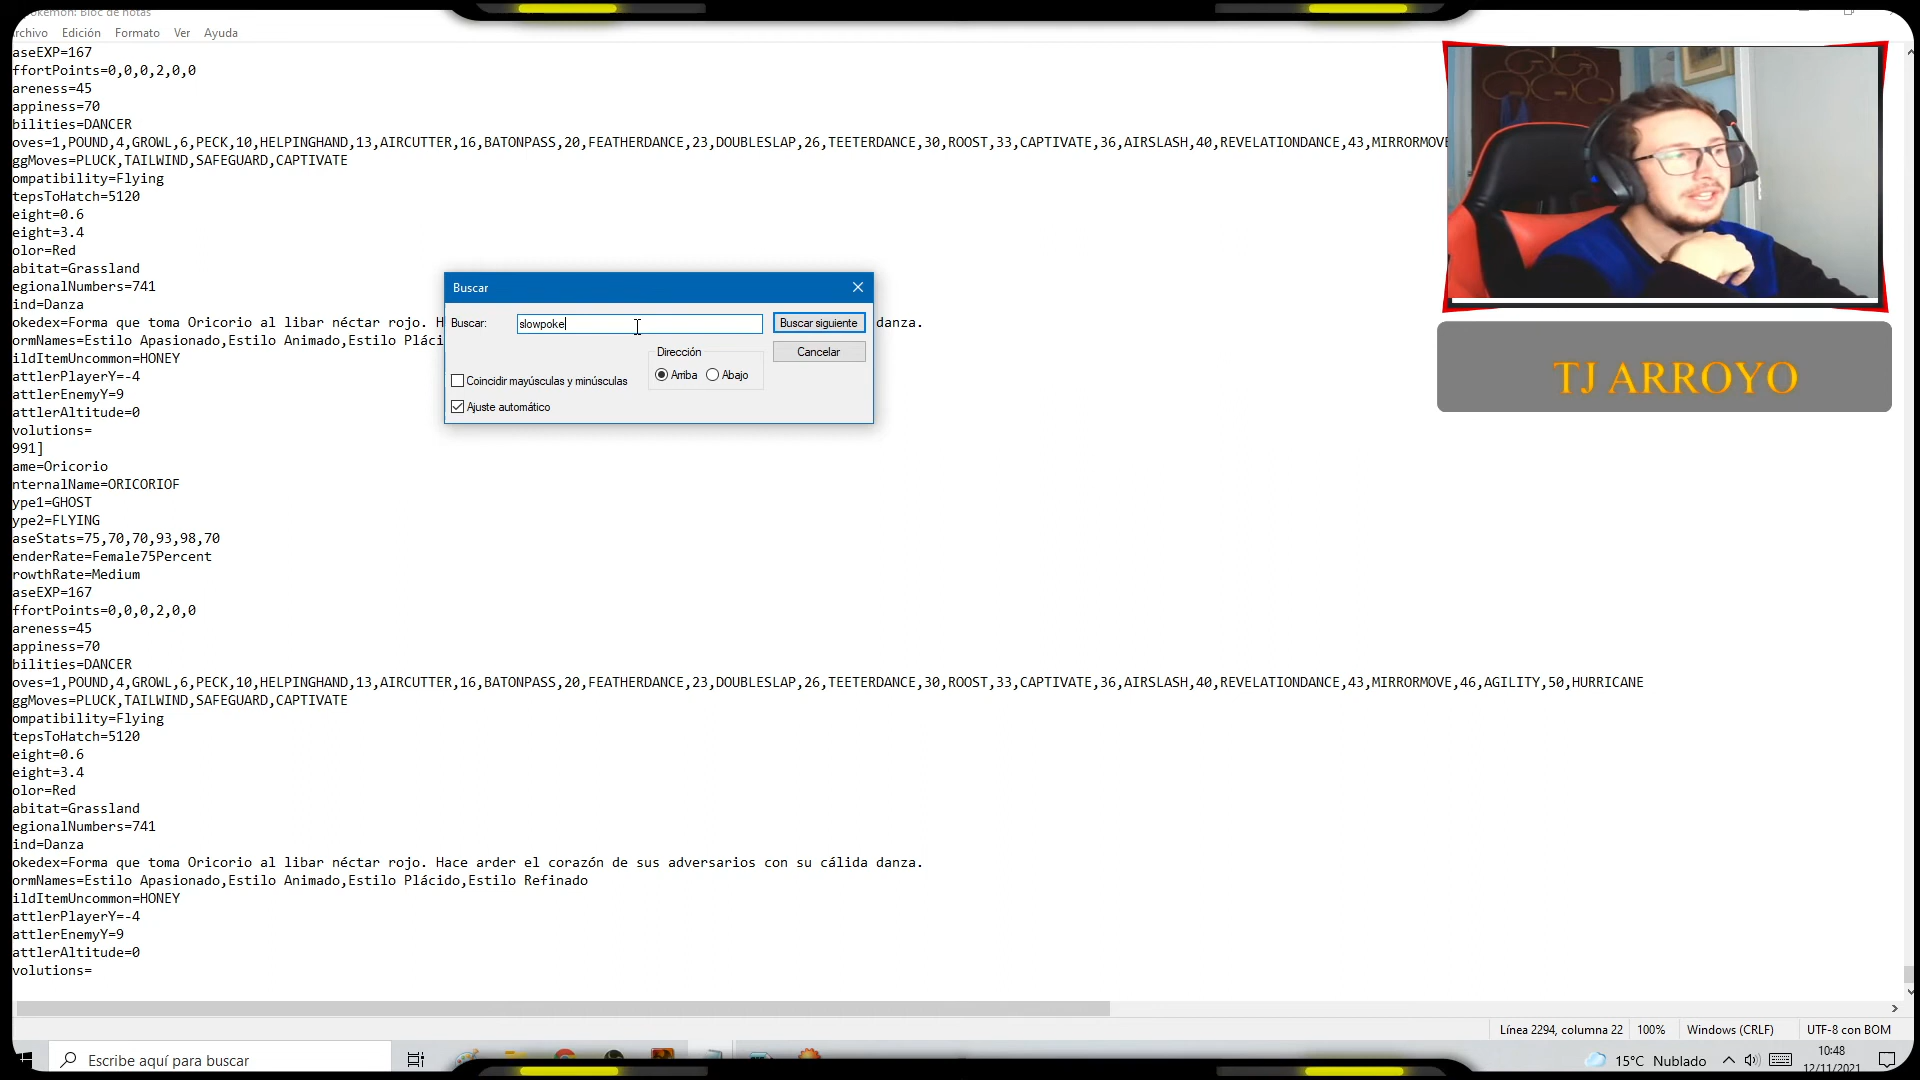 okemon: Bloc de notas
rchivo Edición Formato Ver Ayuda
aseEXP=167
ffortPoints=0,0,0,2,0,0
areness=45
appiness=70
bilities=DANCER
oves=1,POUND,4,GROWL,6,PECK,10,HELPINGHAND,13,AIRCUTTER,16,BATONPASS,20,FEATHERDANCE,23,DOUBLESLAP,26,TEETERDANCE,30,ROOST,33,CAPTIVATE,36,AIRSLASH,40,REVELATIONDANCE,43,MIRRORMOVE
ggMoves=PLUCK,TAILWIND,SAFEGUARD,CAPTIVATE
ompatibility=Flying
tepsToHatch=5120
eight=0.6
eight=3.4
olor=Red
abitat=Grassland
egionalNumbers=741
ind=Danza
okedex=Forma que toma Oricorio al libar néctar rojo. H danza.
ormNames=Estilo Apasionado,Estilo Animado,Estilo Pláci
ildItemUncommon=HONEY
attlerPlayerY=-4
attlerEnemyY=9
attlerAltitude=0
volutions=
991]
ame=Oricorio
nternalName=ORICORIOF
ype1=GHOST
ype2=FLYING
aseStats=75,70,70,93,98,70
enderRate=Female75Percent
rowthRate=Medium
aseEXP=167
ffortPoints=0,0,0,2,0,0
areness=45
appiness=70
bilities=DANCER
oves=1,POUND,4,GROWL,6,PECK,10,HELPINGHAND,13,AIRCUTTER,16,BATONPASS,20,FEATHERDANCE,23,DOUBLESLAP,26,TEETERDANCE,30,ROOST,33,CAPTIVATE,36,AIRSLASH,40,REVELATIONDANCE,43,MIRRORMOVE,46,AGILITY,50,HURRICANE
ggMoves=PLUCK,TAILWIND,SAFEGUARD,CAPTIVATE
ompatibility=Flying
tepsToHatch=5120
eight=0.6
eight=3.4
olor=Red
abitat=Grassland
egionalNumbers=741
ind=Danza
okedex=Forma que toma Oricorio al libar néctar rojo. Hace arder el corazón de sus adversarios con su cálida danza.
ormNames=Estilo Apasionado,Estilo Animado,Estilo Plácido,Estilo Refinado
ildItemUncommon=HONEY
attlerPlayerY=-4
attlerEnemyY=9
attlerAltitude=0
volutions=
Buscar
Buscar: slowpoke Buscar siguiente
Dirección Cancelar
Arriba Abajo
Coincidir mayúsculas y minúsculas
Ajuste automático
TJ ARROYO
Línea 2294, columna 22 100% Windows (CRLF) UTF-8 con BOM
Escribe aquí para buscar
15°C Nublado
10:48
12/11/2021